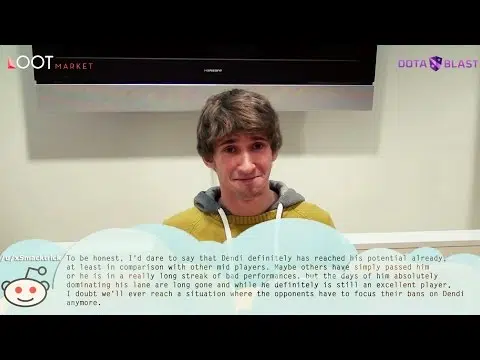 LOOT MARKET
DOTA BLAST
/u/xSmacktrick
To be honest, I'd dare to say that Dendi definitely has reached his potential already,
at least in comparison with other mid players. Maybe others have simply passed him
or he is in a really long streak of bad performances, but the days of him absolutely
dominating his lane are long gone and while he definitely is still an excellent player,
I doubt we'll ever reach a situation where the opponents have to focus their bans on Dendi
anymore.